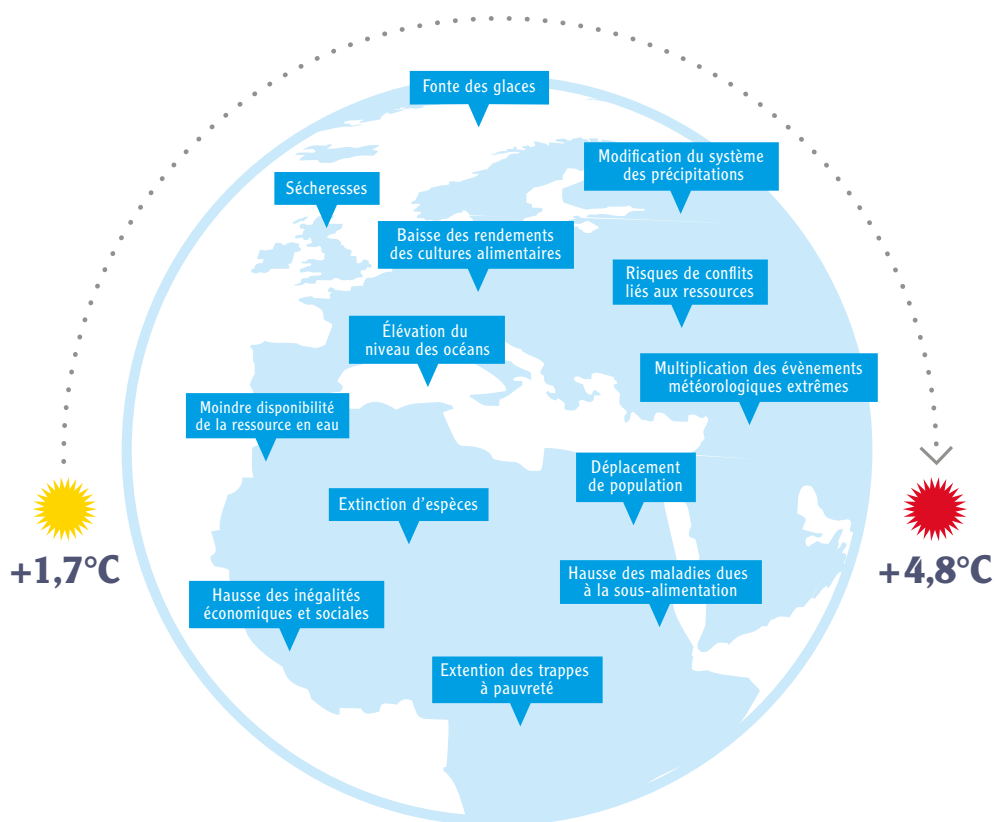 Fonte des glaces
Modification du système
des précipitations
Sécheresses
Baisse des rendements
des cultures alimentaires
Risques de conflits
liés aux ressources
Élévation du
niveau des océans
Multiplication des évènements
météorologiques extrêmes
Moindre disponibilité
de la ressource en eau
Déplacement
de population
Extinction d'espèces
+1,7°C
+4,8°C
Hausse des maladies dues
à la sous-alimentation
Hausse des inégalités
économiques et sociales
Extention des trappes
à pauvreté